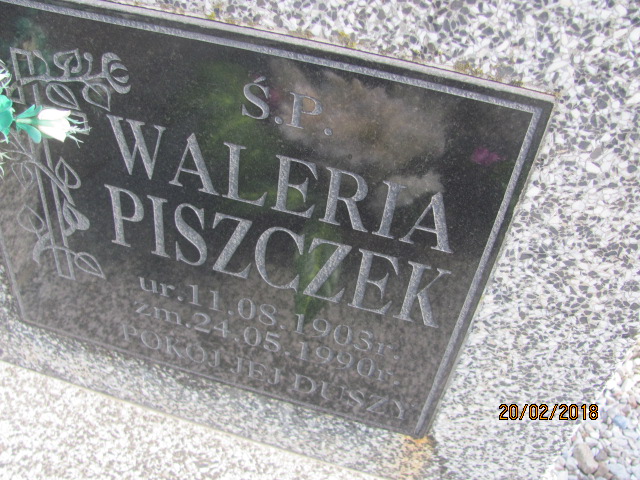 Ś.P.
WALERIA
PISZCZEK
ur.11.08.1905r.
zm.24.05.1990r.
POKÓJ JEJ DUSZY
20/02/2018